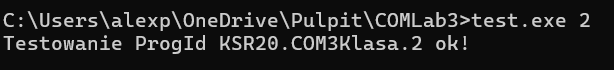 C:\Users\alexp\OneDrive\Pulpit\COMLab3>test.exe 2
Testowanie ProgId KSR20.COM3Klasa.2 ok!